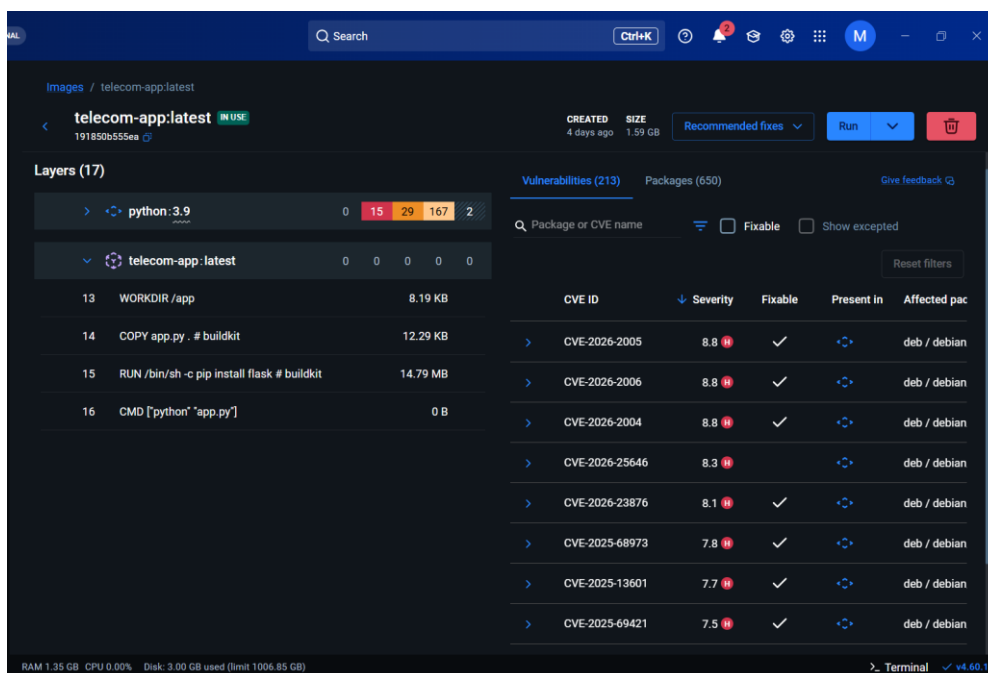 NAL
Search
Ctrl+K
2
M
Images / telecom-app:latest
telecom-app:latest IN USE
191850b555ea
CREATED SIZE
4 days ago 1.59 GB
Recommended fixes
Run
Layers (17)
python:3.9 0 15 29 167 2
telecom-app:latest 0 0 0 0 0
13 WORKDIR /app 8.19 KB
14 COPY app.py . # buildkit 12.29 KB
15 RUN /bin/sh -c pip install flask # buildkit 14.79 MB
16 CMD ["python" "app.py"] 0 B
Vulnerabilities (213) Packages (650) Give feedback
Package or CVE name Fixable Show excepted
Reset filters
CVE ID Severity Fixable Present in Affected pac
CVE-2026-2005 8.8 H deb / debian
CVE-2026-2006 8.8 H deb / debian
CVE-2026-2004 8.8 H deb / debian
CVE-2026-25646 8.3 H deb / debian
CVE-2026-23876 8.1 H deb / debian
CVE-2025-68973 7.8 H deb / debian
CVE-2025-13601 7.7 H deb / debian
CVE-2025-69421 7.5 H deb / debian
RAM 1.35 GB CPU 0.00% Disk: 3.00 GB used (limit 1006.85 GB) Terminal v4.60.1